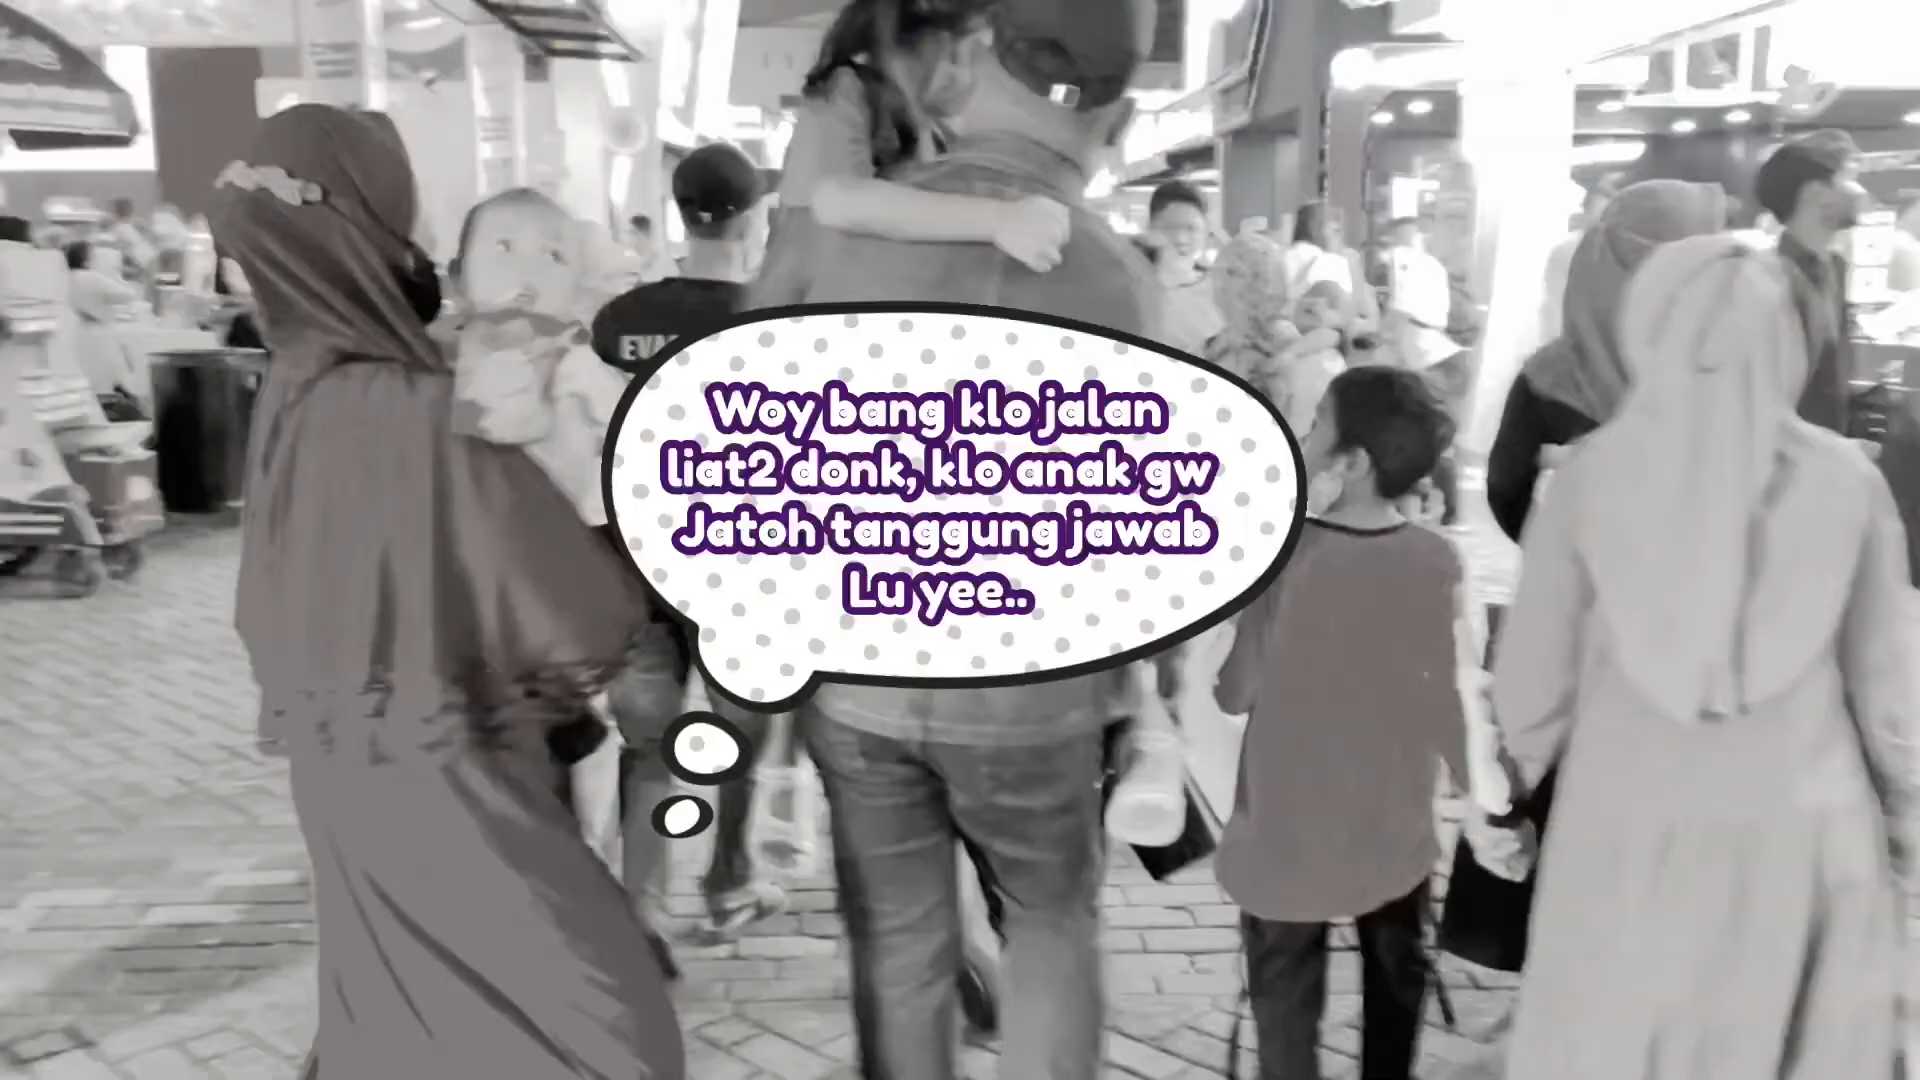 Woy bang klo jalan
liat2 donk, klo anak gw
Jatoh tanggung jawab
Lu yee..